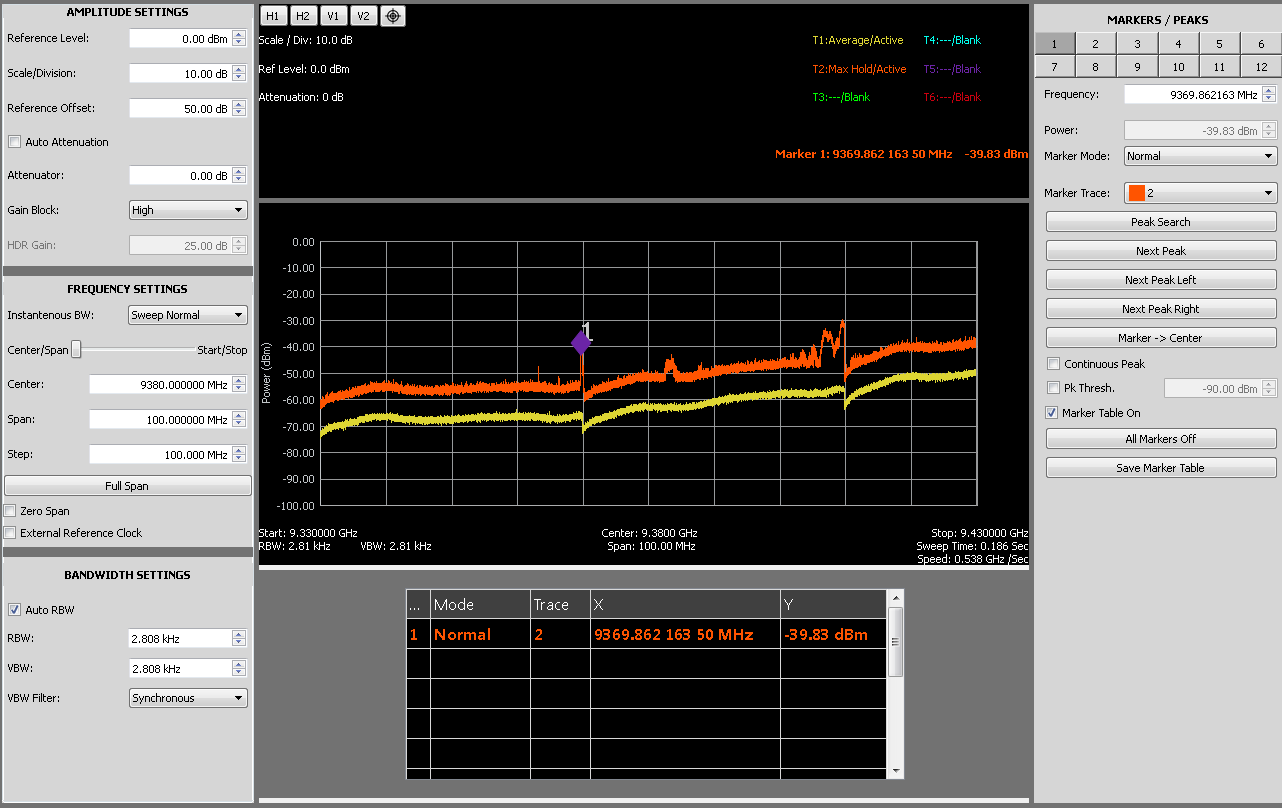 AMPLITUDE SETTINGS
Reference Level: 0.00 dBm
Scale/Division: 10.00 dB
Reference Offset: 50.00 dB
Auto Attenuation
Attenuator: 0.00 dB
Gain Block: High
HDR Gain: 25.00 dB
FREQUENCY SETTINGS
Instantenous BW: Sweep Normal
Center/Span Start/Stop
Center: 9380.000000 MHz
Span: 100.000000 MHz
Step: 100.000 MHz
Full Span
Zero Span
External Reference Clock
BANDWIDTH SETTINGS
Auto RBW
RBW: 2.808 kHz
VBW: 2.808 kHz
VBW Filter: Synchronous
H1 H2 V1 V2
Scale / Div: 10.0 dB
Ref Level: 0.0 dBm
Attenuation: 0 dB
T1:Average/Active T4:---/Blank
T2:Max Hold/Active T5:---/Blank
T3:---/Blank T6:---/Blank
Marker 1: 9369.862 163 50 MHz -39.83 dBm
0.00
-10.00
-20.00
-30.00
-40.00
-50.00
-60.00
-70.00
-80.00
-90.00
-100.00
Power (dBm)
1
Start: 9.330000 GHz Center: 9.3800 GHz Stop: 9.430000 GHz
RBW: 2.81 kHz VBW: 2.81 kHz Span: 100.00 MHz Sweep Time: 0.186 Sec
Speed: 0.538 GHz /Sec
... Mode Trace X Y
1 Normal 2 9369.862 163 50 MHz -39.83 dBm
MARKERS / PEAKS
1 2 3 4 5 6
7 8 9 10 11 12
Frequency: 9369.862163 MHz
Power: -39.83 dBm
Marker Mode: Normal
Marker Trace: 2
Peak Search
Next Peak
Next Peak Left
Next Peak Right
Marker -> Center
Continuous Peak
Pk Thresh. -90.00 dBm
Marker Table On
All Markers Off
Save Marker Table